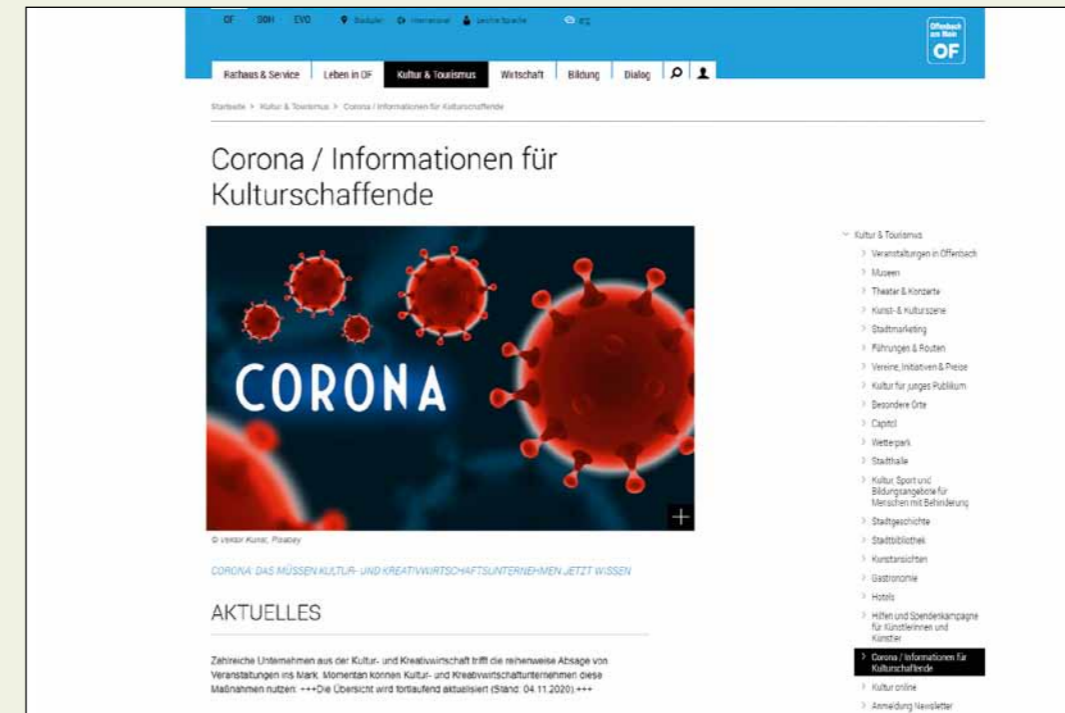 OF SOH EVO Stadtplan International Leichte Sprache
Offenbach
am Main
OF
Rathaus & Service Leben in OF Kultur & Tourismus Wirtschaft Bildung Dialog
Startseite > Kultur & Tourismus > Corona / Informationen für Kulturschaffende
Corona / Informationen für
Kulturschaffende
CORONA
© Vektor Kunst, Pixabay
CORONA: DAS MÜSSEN KULTUR- UND KREATIVWIRTSCHAFTSUNTERNEHMEN JETZT WISSEN
AKTUELLES
Zahlreiche Unternehmen aus der Kultur- und Kreativwirtschaft trifft die reihenweise Absage von
Veranstaltungen ins Mark. Momentan können Kultur- und Kreativwirtschaftunternehmen diese
Maßnahmen nutzen: +++Die Übersicht wird fortlaufend aktualisiert (Stand: 04.11.2020).+++
Kultur & Tourismus
Veranstaltungen in Offenbach
Museen
Theater & Konzerte
Kunst- & Kulturszene
Stadtmarketing
Führungen & Routen
Vereine, Initiativen & Preise
Kultur für junges Publikum
Besondere Orte
Capitol
Wetterpark
Stadthalle
Kultur, Sport und
Bildungsangebote für
Menschen mit Behinderung
Stadtgeschichte
Stadtbibliothek
Kunstansichten
Gastronomie
Hotels
Hilfen und Spendenkampagne
für Künstlerinnen und
Künstler
Corona / Informationen für
Kulturschaffende
Kultur online
Anmeldung Newsletter